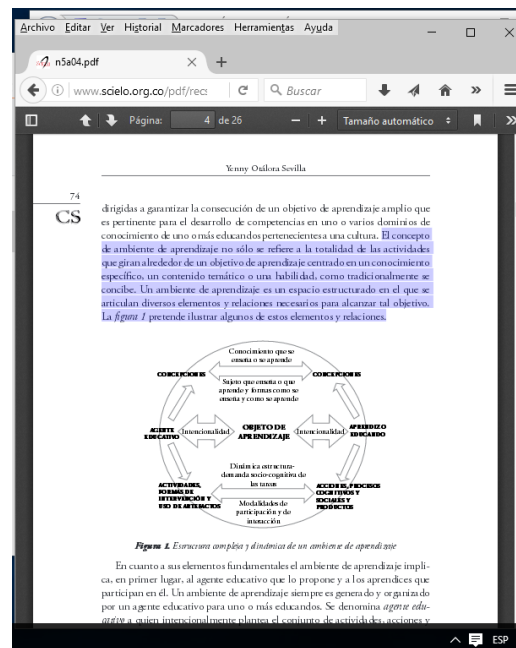 Archivo Editar Ver Historial Marcadores Herramientas Ayuda
n5a04.pdf
www.scielo.org.co/pdf/recs
Buscar
Página: 4 de 26
Tamaño automático
Yenny Otálora Sevilla
74
CS
dirigidas a garantizar la consecución de un objetivo de aprendizaje amplio que
es pertinente para el desarrollo de competencias en uno o varios dominios de
conocimiento de uno o más educandos pertenecientes a una cultura. El concepto
de ambiente de aprendizaje no sólo se refiere a la totalidad de las actividades
que giran alrededor de un objetivo de aprendizaje centrado en un conocimiento
específico, un contenido temático o una habilidad, como tradicionalmente se
concibe. Un ambiente de aprendizaje es un espacio estructurado en el que se
articulan diversos elementos y relaciones necesarios para alcanzar tal objetivo.
La figura 1 pretende ilustrar algunos de estos elementos y relaciones.
Conocimiento que se
enseña o se aprende
CONCEPCIONES
CONCEPCIONES
Sujeto que enseña o que
aprende y formas como se
enseña y como se aprende
AGENTE
EDUCATIVO
Intencionalidad
OBJETO DE
APRENDIZAJE
Intencionalidad
APRENDIZ O
EDUCANDO
Dinámica estructura-
demanda socio-cognitiva de
las tareas
ACTIVIDADES,
FORMAS DE
INTERVENCIÓN Y
USO DE ARTEFACTOS
ACCIONES, PROCESOS
COGNITIVOS Y
SOCIALES Y
PRODUCTOS
Modalidades de
participación y de
interacción
Figura 1. Estructura compleja y dinámica de un ambiente de aprendizaje
En cuanto a sus elementos fundamentales el ambiente de aprendizaje impli-
ca, en primer lugar, al agente educativo que lo propone y a los aprendices que
participan en él. Un ambiente de aprendizaje siempre es generado y organizado
por un agente educativo para uno o más educandos. Se denomina agente edu-
cativo a quien intencionalmente plantea el conjunto de actividades, acciones y
ESP